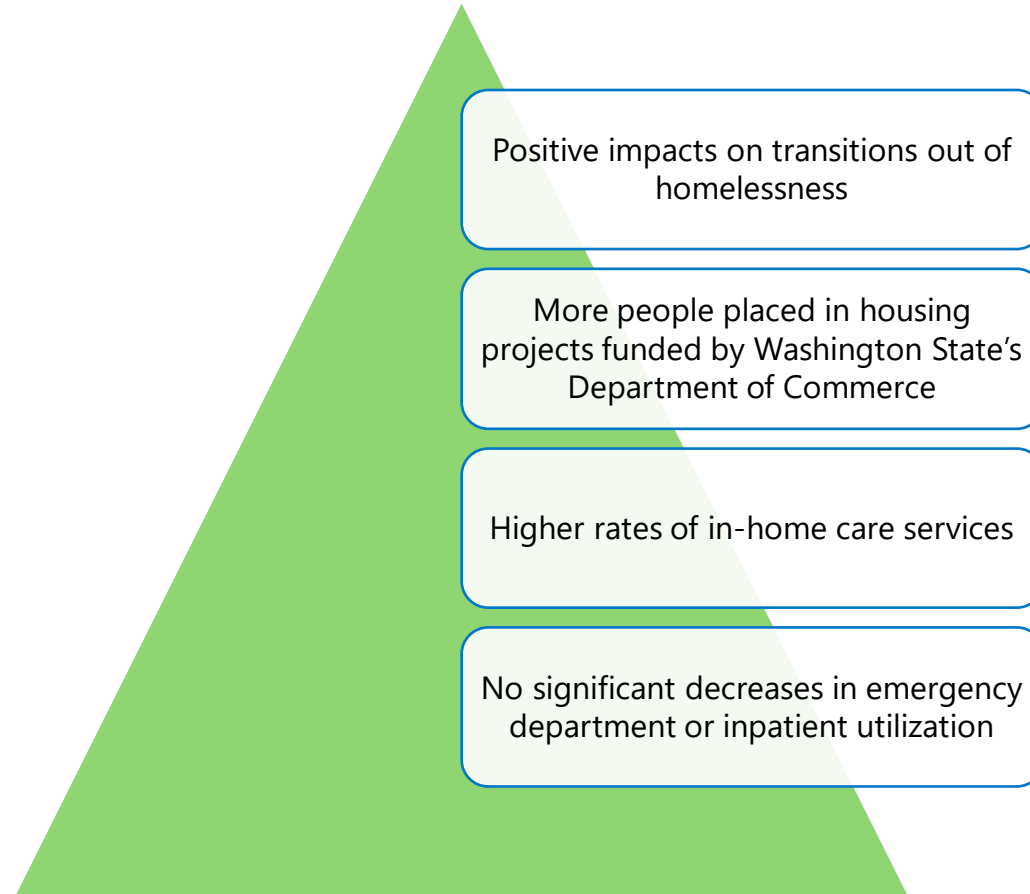 Positive impacts on transitions out of
homelessness
More people placed in housing
projects funded by Washington State’s
Department of Commerce
Higher rates of in-home care services
No significant decreases in emergency
department or inpatient utilization